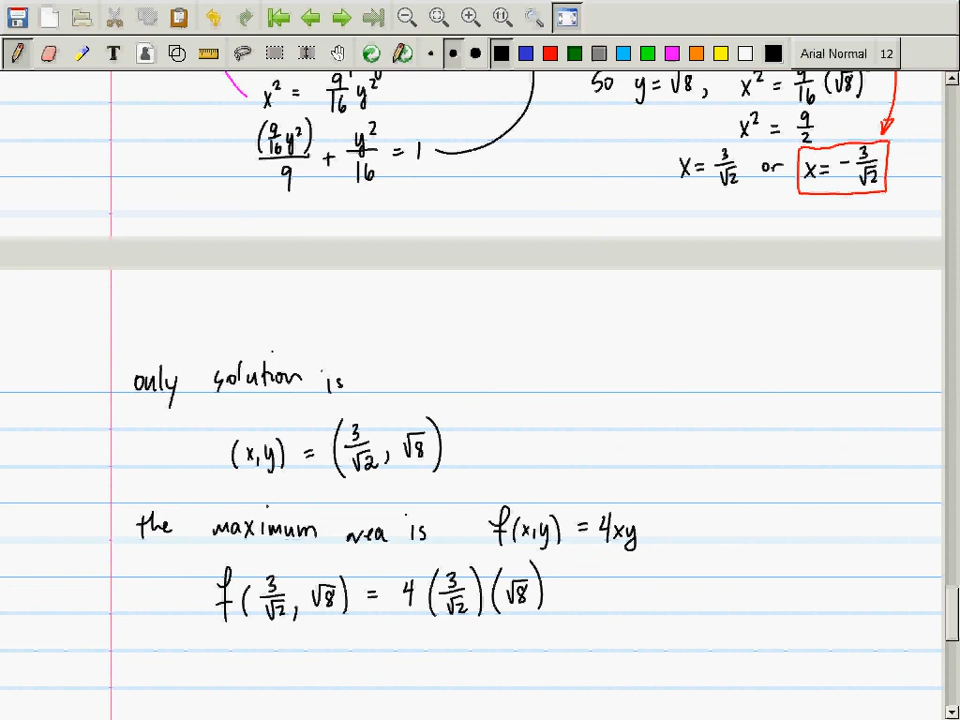 T
Arial Normal
12
x² = 9/16 y²
(9/16 y²)/9 + y²/16 = 1
So y = √8, x² = 9/16 (√8)²
x² = 9/2
x = 3/√2 or x = - 3/√2
only solution is
(x,y) = (3/√2, √8)
the maximum area is f(x,y) = 4xy
f(3/√2, √8) = 4(3/√2)(√8)